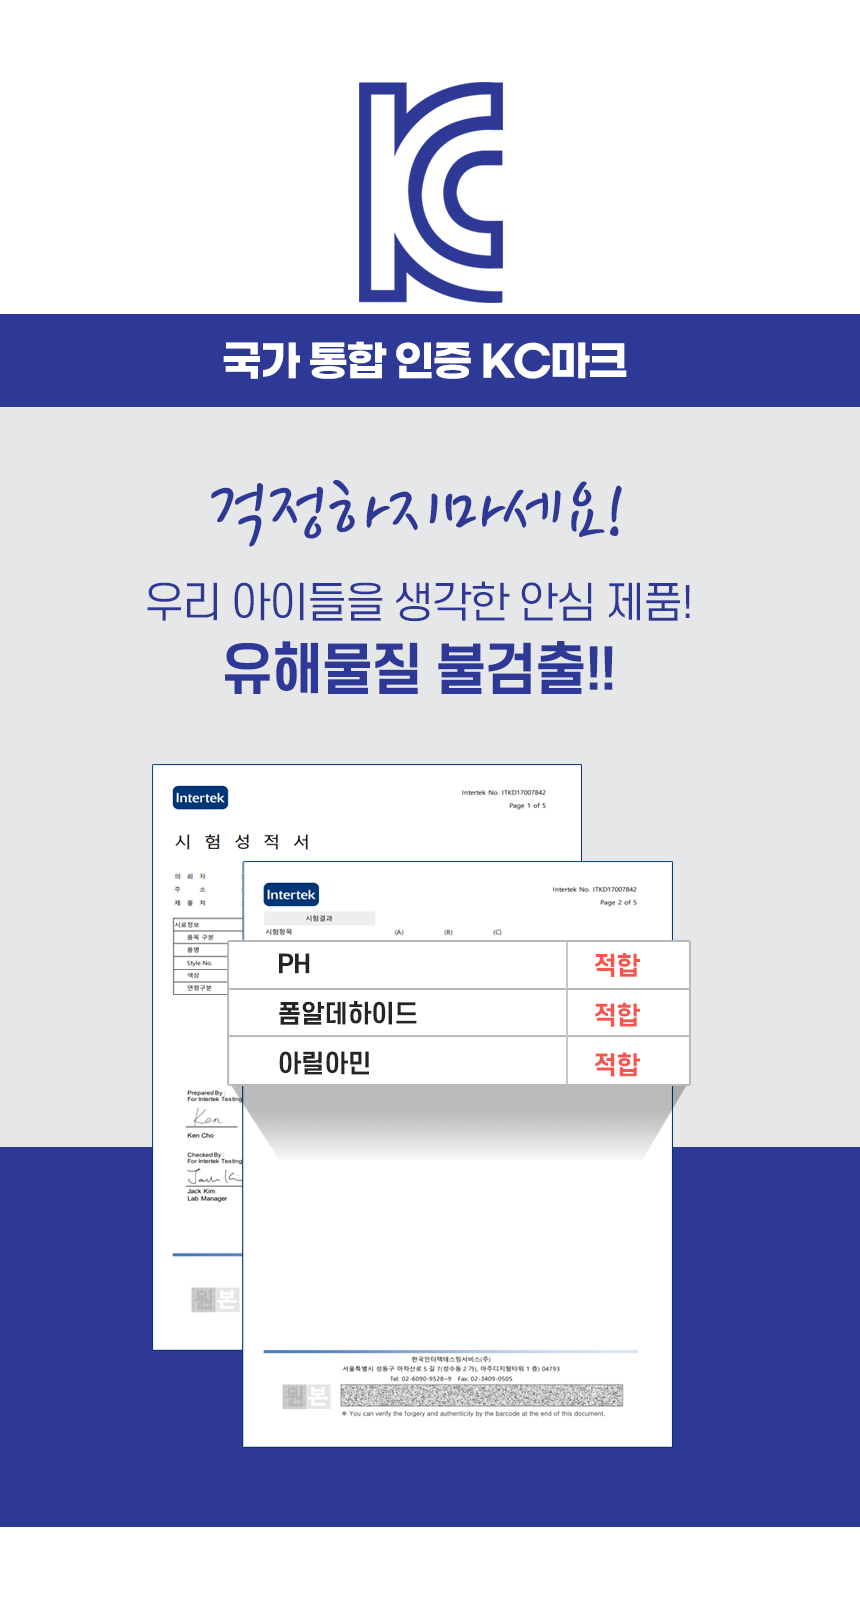 KC
국가 통합 인증 KC마크
걱정하지마세요!
우리 아이들을 생각한 안심 제품!
유해물질 불검출!!
Intertek
Intertek No. ITKD17007842
Page 1 of 5
시 험 성 적 서
의 뢰 자 :
주 소 :
제 출 처 :
시료정보
품목 구분
용명
Style No.
색상
연령구분
Prepared By :
For Intertek Testing
Ken
Ken Cho
Checked By :
For Intertek Testing
Jack Ki
Jack Kim
Lab Manager
원본
Intertek
Intertek No. ITKD17007842
Page 2 of 5
시험결과
시험항목 (A) (B) (C)
PH 적합
폼알데하이드 적합
아릴아민 적합
한국인터텍테스팅서비스(주)
서울특별시 성동구 아차산로 5 길 7(성수동 2 가), 아주디지털타워 1 층) 04793
Tel: 02-6090-9528~9 Fax: 02-3409-0505
원본
※ You can verify the forgery and authenticity by the barcode at the end of this document.